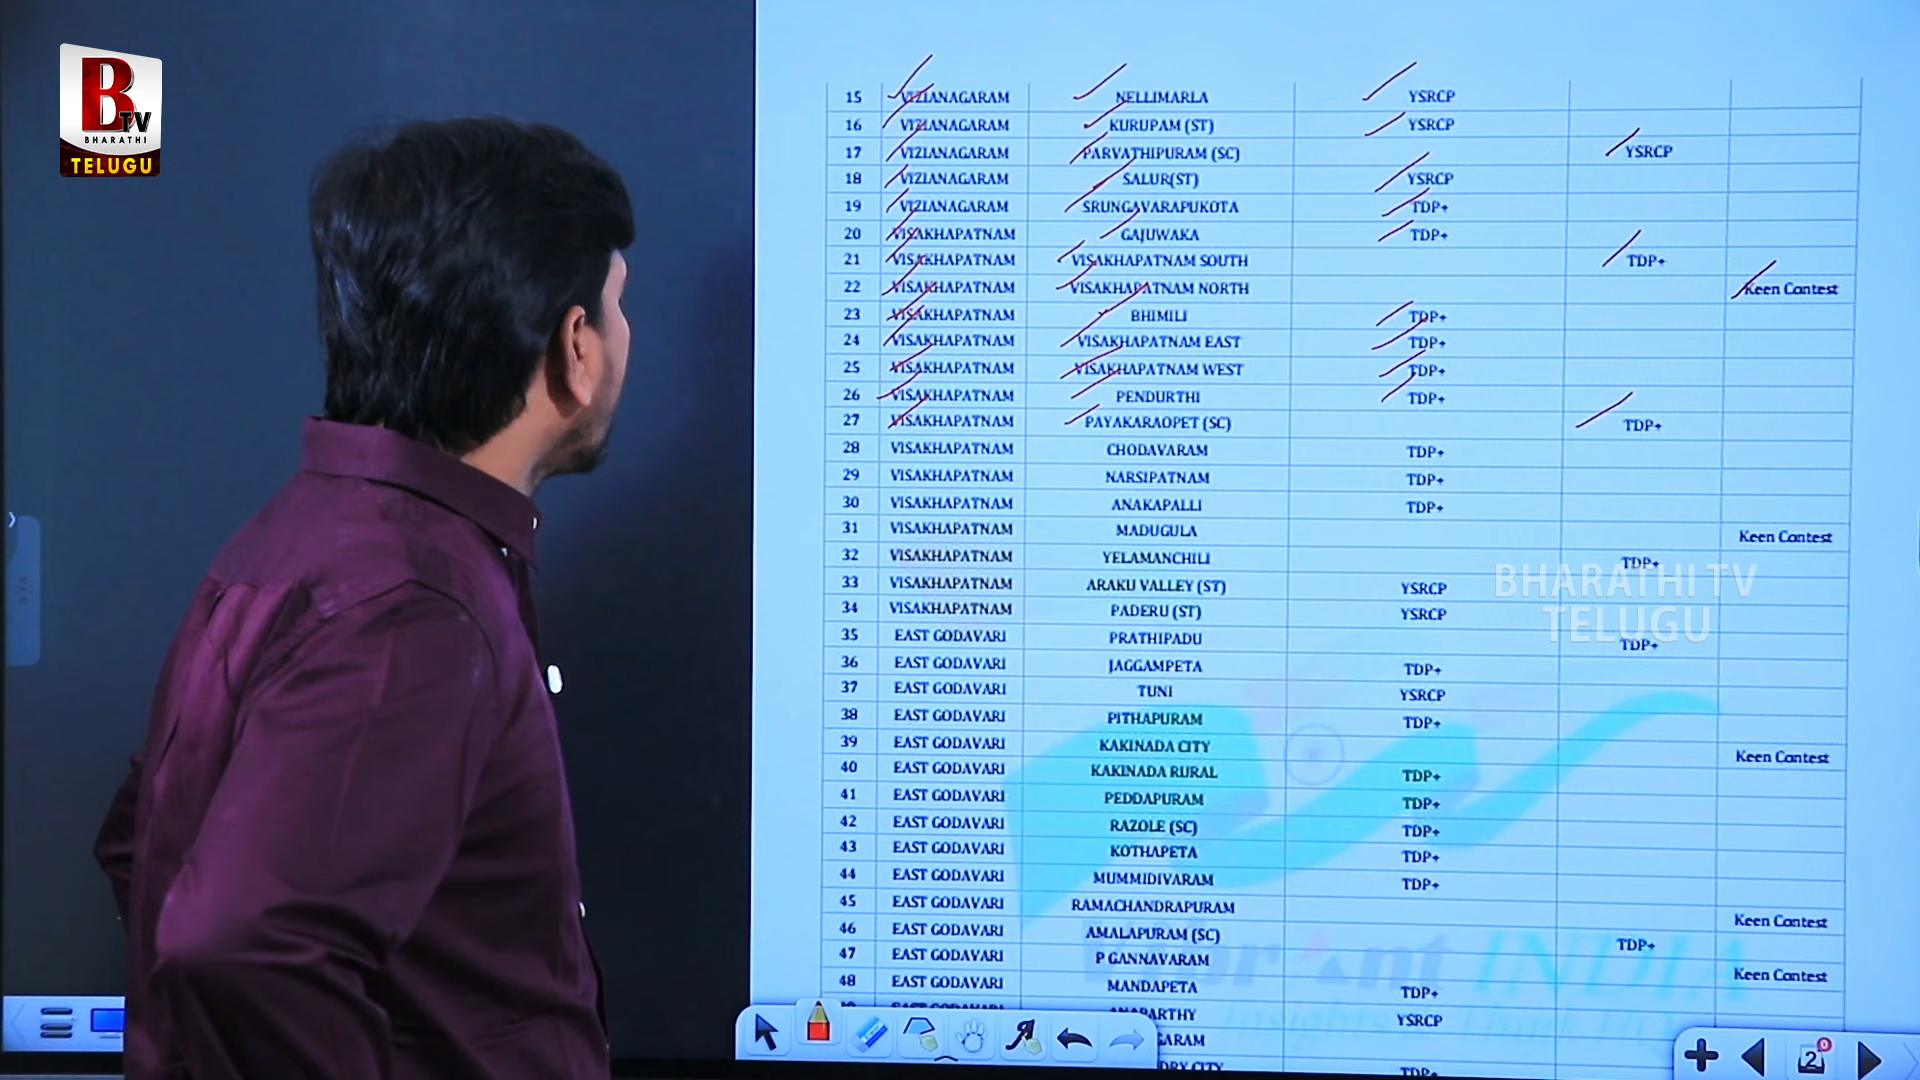 B TV
BHARATHI
TELUGU
15 VIZIANAGARAM NELLIMARLA YSRCP
16 VIZIANAGARAM KURUPAM (ST) YSRCP
17 VIZIANAGARAM PARVATHIPURAM (SC) YSRCP
18 VIZIANAGARAM SALUR(ST) YSRCP
19 VIZIANAGARAM SRUNGAVARAPUKOTA TDP+
20 VISAKHAPATNAM GAJUWAKA TDP+
21 VISAKHAPATNAM VISAKHAPATNAM SOUTH TDP+
22 VISAKHAPATNAM VISAKHAPATNAM NORTH Keen Contest
23 VISAKHAPATNAM BHIMILI TDP+
24 VISAKHAPATNAM VISAKHAPATNAM EAST TDP+
25 VISAKHAPATNAM VISAKHAPATNAM WEST TDP+
26 VISAKHAPATNAM PENDURTHI TDP+
27 VISAKHAPATNAM PAYAKARAOPET (SC) TDP+
28 VISAKHAPATNAM CHODAVARAM TDP+
29 VISAKHAPATNAM NARSIPATNAM TDP+
30 VISAKHAPATNAM ANAKAPALLI TDP+
31 VISAKHAPATNAM MADUGULA Keen Contest
32 VISAKHAPATNAM YELAMANCHILI TDP+
33 VISAKHAPATNAM ARAKU VALLEY (ST) YSRCP
34 VISAKHAPATNAM PADERU (ST) YSRCP
35 EAST GODAVARI PRATHIPADU TDP+
36 EAST GODAVARI JAGGAMPETA TDP+
37 EAST GODAVARI TUNI YSRCP
38 EAST GODAVARI PITHAPURAM TDP+
39 EAST GODAVARI KAKINADA CITY Keen Contest
40 EAST GODAVARI KAKINADA RURAL TDP+
41 EAST GODAVARI PEDDAPURAM TDP+
42 EAST GODAVARI RAZOLE (SC) TDP+
43 EAST GODAVARI KOTHAPETA TDP+
44 EAST GODAVARI MUMMIDIVARAM TDP+
45 EAST GODAVARI RAMACHANDRAPURAM Keen Contest
46 EAST GODAVARI AMALAPURAM (SC) TDP+
47 EAST GODAVARI P GANNAVARAM Keen Contest
48 EAST GODAVARI MANDAPETA TDP+
YSRCP
TDP+
BHARATHI TV
TELUGU
INDIA
2
0